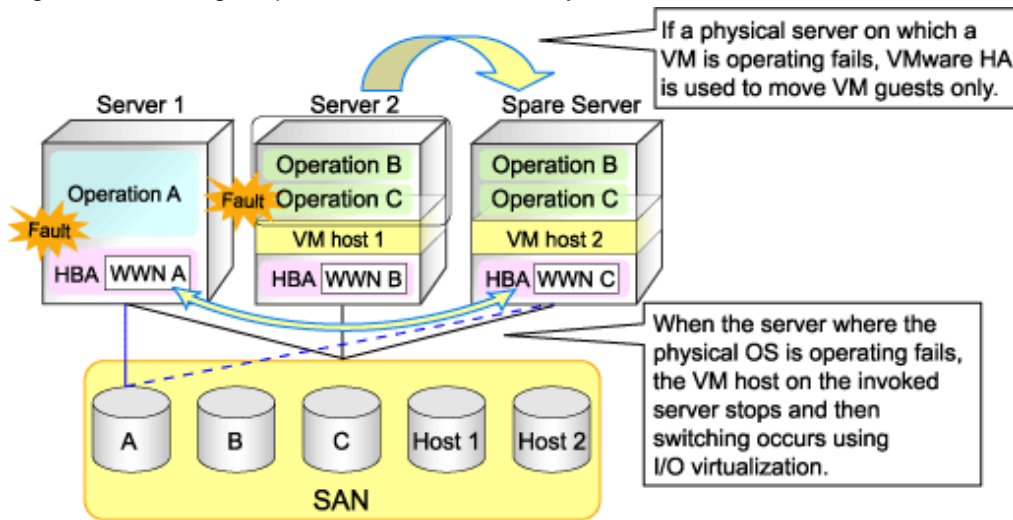 If a physical server on which a
VM is operating fails, VMware HA
is used to move VM guests only.
Server 1
Server 2
Spare Server
Operation A
Fault
HBA
WWN A
Operation B
Fault
Operation C
VM host 1
HBA
WWN B
Operation B
Operation C
VM host 2
HBA
WWN C
When the server where the
physical OS is operating fails,
the VM host on the invoked
server stops and then
switching occurs using
I/O virtualization.
A
B
C
Host 1
Host 2
SAN